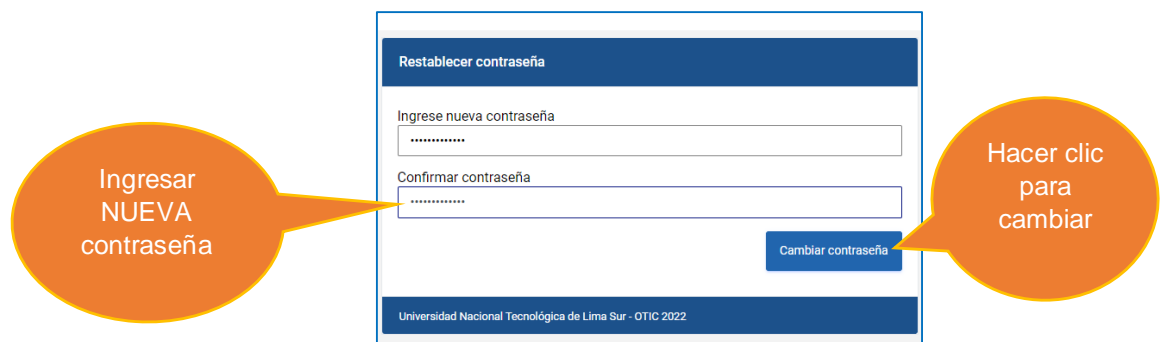 Restablecer contraseña
Ingrese nueva contraseña
•••••••••••••
Confirmar contraseña
•••••••••••••
Cambiar contraseña
Universidad Nacional Tecnológica de Lima Sur - OTIC 2022
Ingresar
NUEVA
contraseña
Hacer clic
para
cambiar